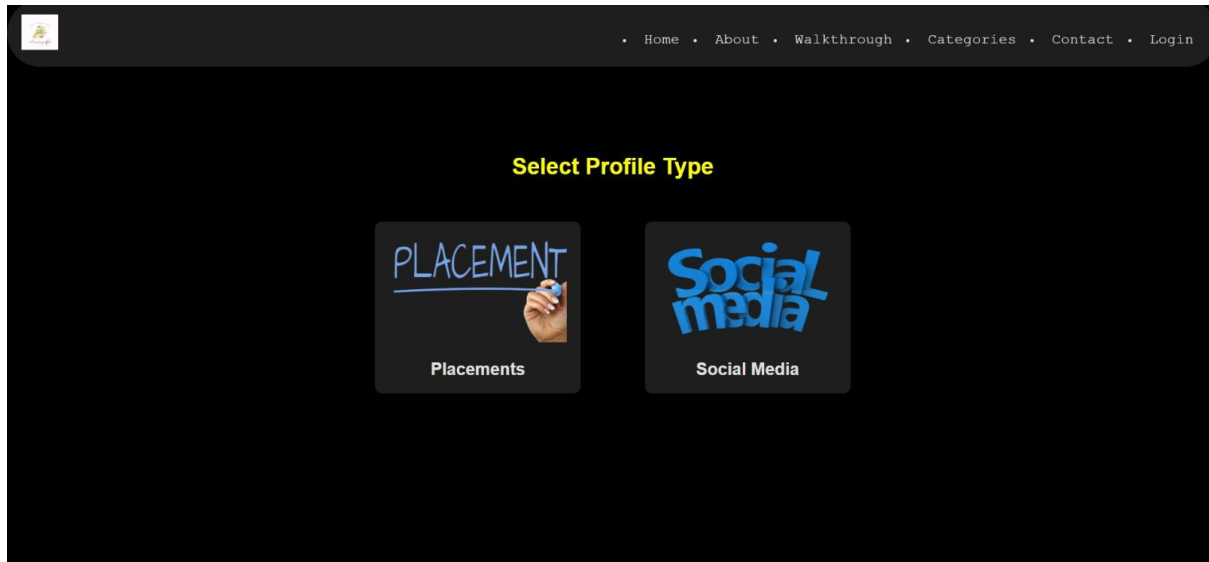 • Home • About • Walkthrough • Categories • Contact • Login
Select Profile Type
PLACEMENT
Placements
Social
media
Social Media